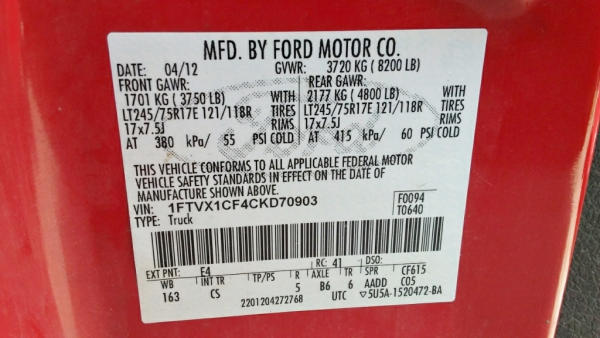 MFD. BY FORD MOTOR CO.
DATE: 04/12 GVWR: 3720 KG ( 8200 LB)
FRONT GAWR: REAR GAWR:
1701 KG ( 3750 LB) WITH 2177 KG ( 4800 LB) WITH
LT245/75R17E 121/118R TIRES LT245/75R17E 121/118R TIRES
17x7.5J RIMS 17x7.5J RIMS
AT 380 kPa/ 55 PSI COLD AT 415 kPa/ 60 PSI COLD
THIS VEHICLE CONFORMS TO ALL APPLICABLE FEDERAL MOTOR
VEHICLE SAFETY STANDARDS IN EFFECT ON THE DATE OF
MANUFACTURE SHOWN ABOVE.
VIN: 1FTVX1CF4CKD70903 F0094
TYPE: Truck T0640
EXT PNT: E4 RC: 41 DSO:
WB INT TR TP/PS R AXLE TR SPR CF615
163 CS 5 B6 6 AADD C05
2201204272768 UTC ▽5U5A-1520472-BA
Ford